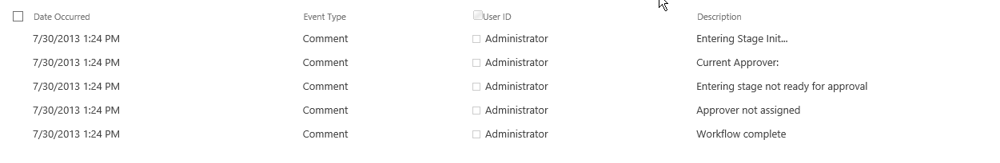 Date Occurred Event Type User ID Description
7/30/2013 1:24 PM Comment Administrator Entering Stage Init...
7/30/2013 1:24 PM Comment Administrator Current Approver:
7/30/2013 1:24 PM Comment Administrator Entering stage not ready for approval
7/30/2013 1:24 PM Comment Administrator Approver not assigned
7/30/2013 1:24 PM Comment Administrator Workflow complete